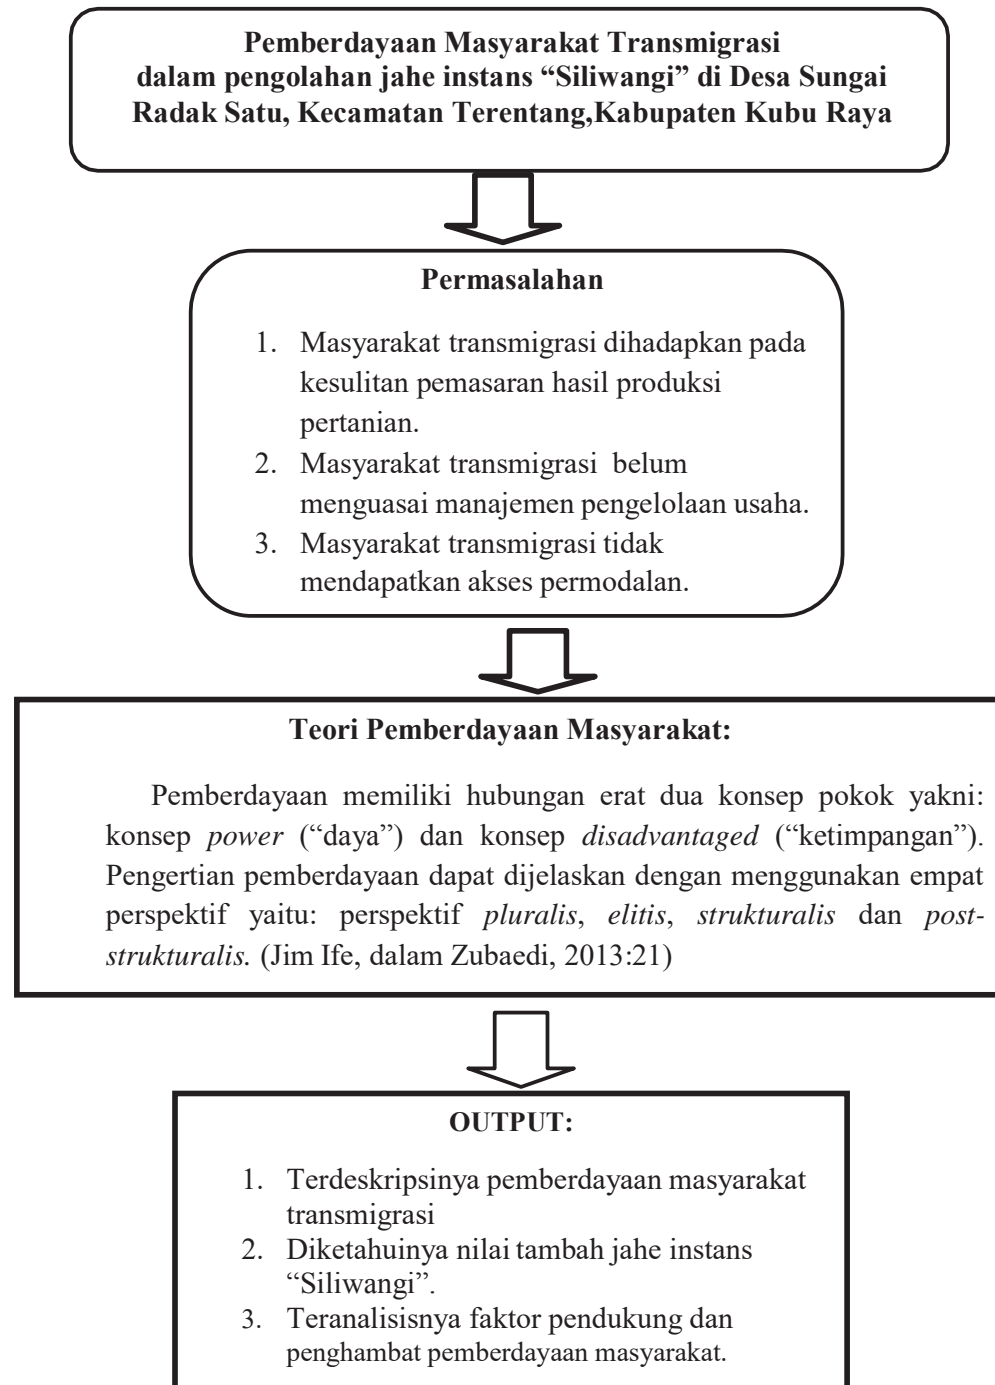 Pemberdayaan Masyarakat Transmigrasi
dalam pengolahan jahe instans “Siliwangi” di Desa Sungai
Radak Satu, Kecamatan Terentang,Kabupaten Kubu Raya
Permasalahan
1. Masyarakat transmigrasi dihadapkan pada
kesulitan pemasaran hasil produksi
pertanian.
2. Masyarakat transmigrasi belum
menguasai manajemen pengelolaan usaha.
3. Masyarakat transmigrasi tidak
mendapatkan akses permodalan.
Teori Pemberdayaan Masyarakat:
Pemberdayaan memiliki hubungan erat dua konsep pokok yakni:
konsep power (“daya”) dan konsep disadvantaged (“ketimpangan”).
Pengertian pemberdayaan dapat dijelaskan dengan menggunakan empat
perspektif yaitu: perspektif pluralis, elitis, strukturalis dan post-
strukturalis. (Jim Ife, dalam Zubaedi, 2013:21)
OUTPUT:
1. Terdeskripsinya pemberdayaan masyarakat
transmigrasi
2. Diketahuinya nilai tambah jahe instans
“Siliwangi”.
3. Teranalisisnya faktor pendukung dan
penghambat pemberdayaan masyarakat.